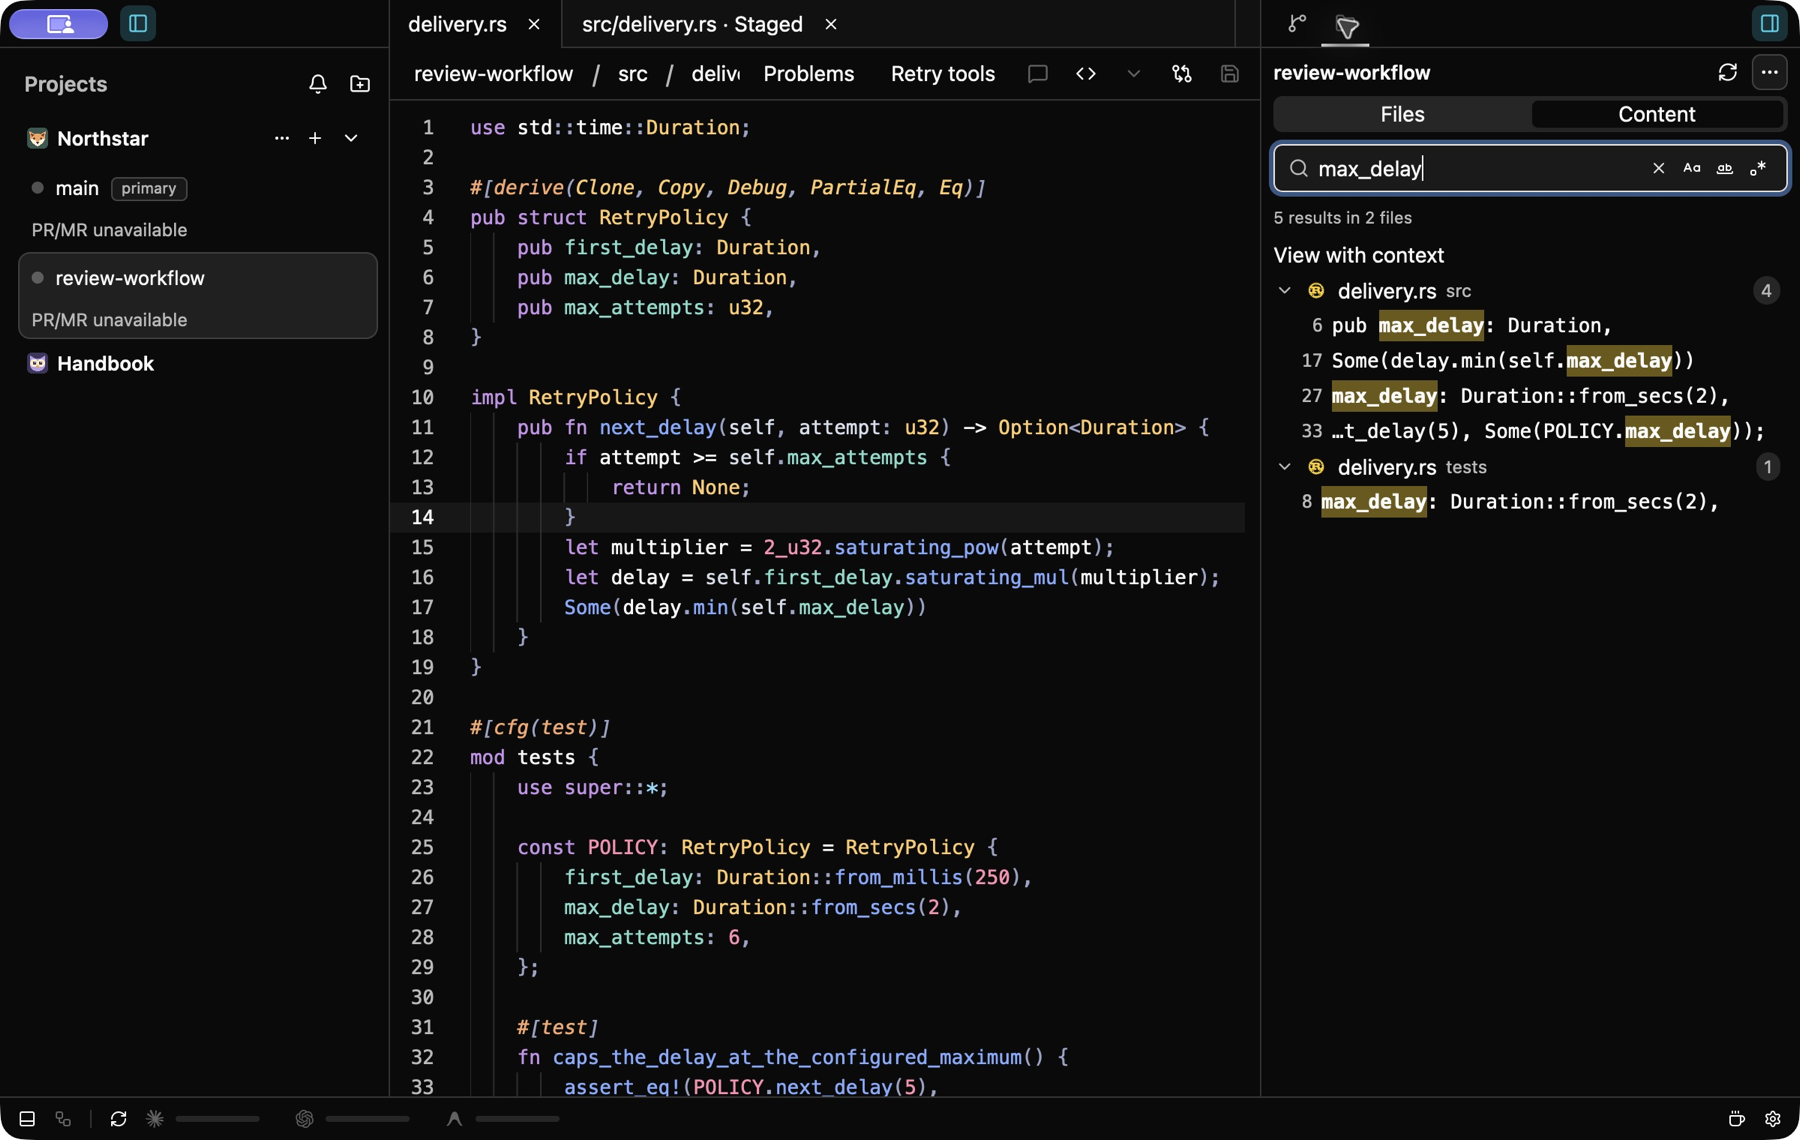 delivery.rs
src/delivery.rs · Staged
Projects
Northstar
main primary
PR/MR unavailable
review-workflow
PR/MR unavailable
Handbook
review-workflow / src / deliv Problems Retry tools
1 use std::time::Duration;
2
3 #[derive(Clone, Copy, Debug, PartialEq, Eq)]
4 pub struct RetryPolicy {
5 pub first_delay: Duration,
6 pub max_delay: Duration,
7 pub max_attempts: u32,
8 }
9
10 impl RetryPolicy {
11 pub fn next_delay(self, attempt: u32) -> Option<Duration> {
12 if attempt >= self.max_attempts {
13 return None;
14 }
15 let multiplier = 2_u32.saturating_pow(attempt);
16 let delay = self.first_delay.saturating_mul(multiplier);
17 Some(delay.min(self.max_delay))
18 }
19 }
20
21 #[cfg(test)]
22 mod tests {
23 use super::*;
24
25 const POLICY: RetryPolicy = RetryPolicy {
26 first_delay: Duration::from_millis(250),
27 max_delay: Duration::from_secs(2),
28 max_attempts: 6,
29 };
30
31 #[test]
32 fn caps_the_delay_at_the_configured_maximum() {
33 assert_eq!(POLICY.next_delay(5),
review-workflow
Files Content
max_delay Aa ab .*
5 results in 2 files
View with context
delivery.rs src 4
6 pub max_delay: Duration,
17 Some(delay.min(self.max_delay))
27 max_delay: Duration::from_secs(2),
33 …t_delay(5), Some(POLICY.max_delay));
delivery.rs tests 1
8 max_delay: Duration::from_secs(2),